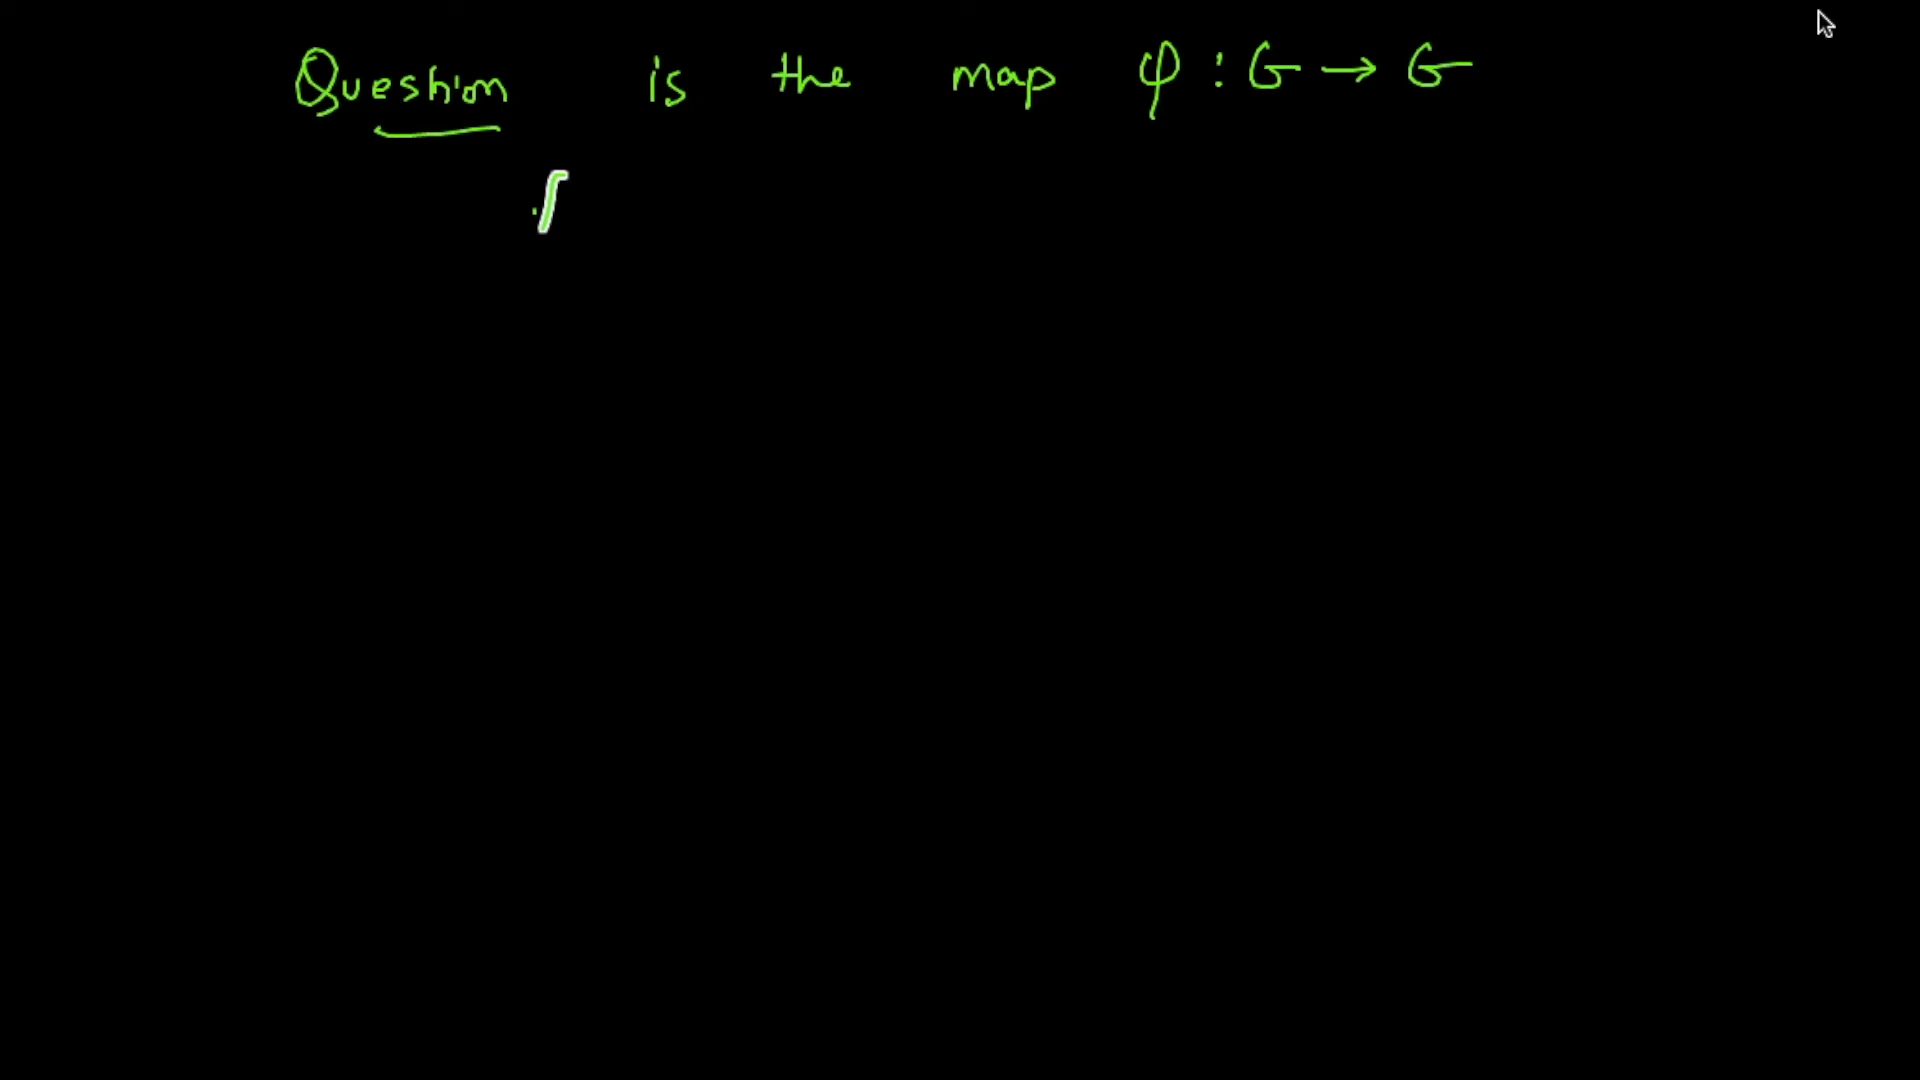 Question is the map φ : G → G